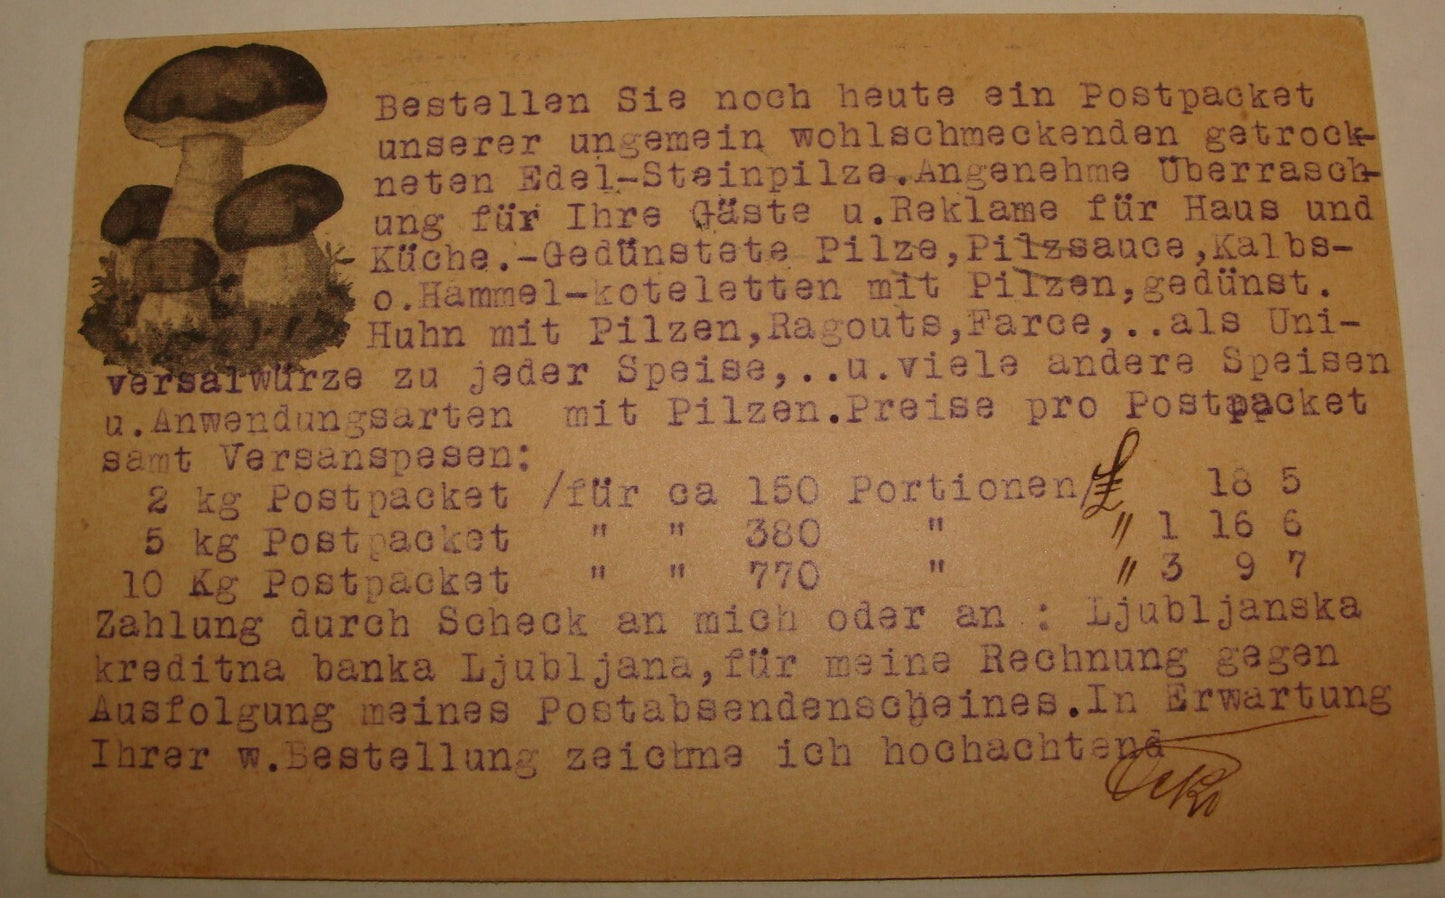 Bestellen Sie noch heute ein Postpacket
unserer ungemein wohlschmeckenden getrock-
neten Edel-Steinpilze.Angenehme Überrasch-
ung für Ihre Gäste u.Reklame für Haus und
Küche.-Gedünstete Pilze,Pilzsauce,Kalbs-
o.Hammel-koteletten mit Pilzen,gedünst.
Huhn mit Pilzen,Ragouts,Farce,..als Uni-
versalwürze zu jeder Speise,..u.viele andere Speisen
u.Anwendungsarten mit Pilzen.Preise pro Postpacket
samt Versanspesen:
2 kg Postpacket /für ca 150 Portionen/ £ 18 5
5 kg Postpacket " " 380 " " 1 16 6
10 Kg Postpacket " " 770 " " 3 9 7
Zahlung durch Scheck an mich oder an : Ljubljanska
kreditna banka Ljubljana,für meine Rechnung gegen
Ausfolgung meines Postabsendenscheines.In Erwartung
Ihrer w.Bestellung zeichne ich hochachtend